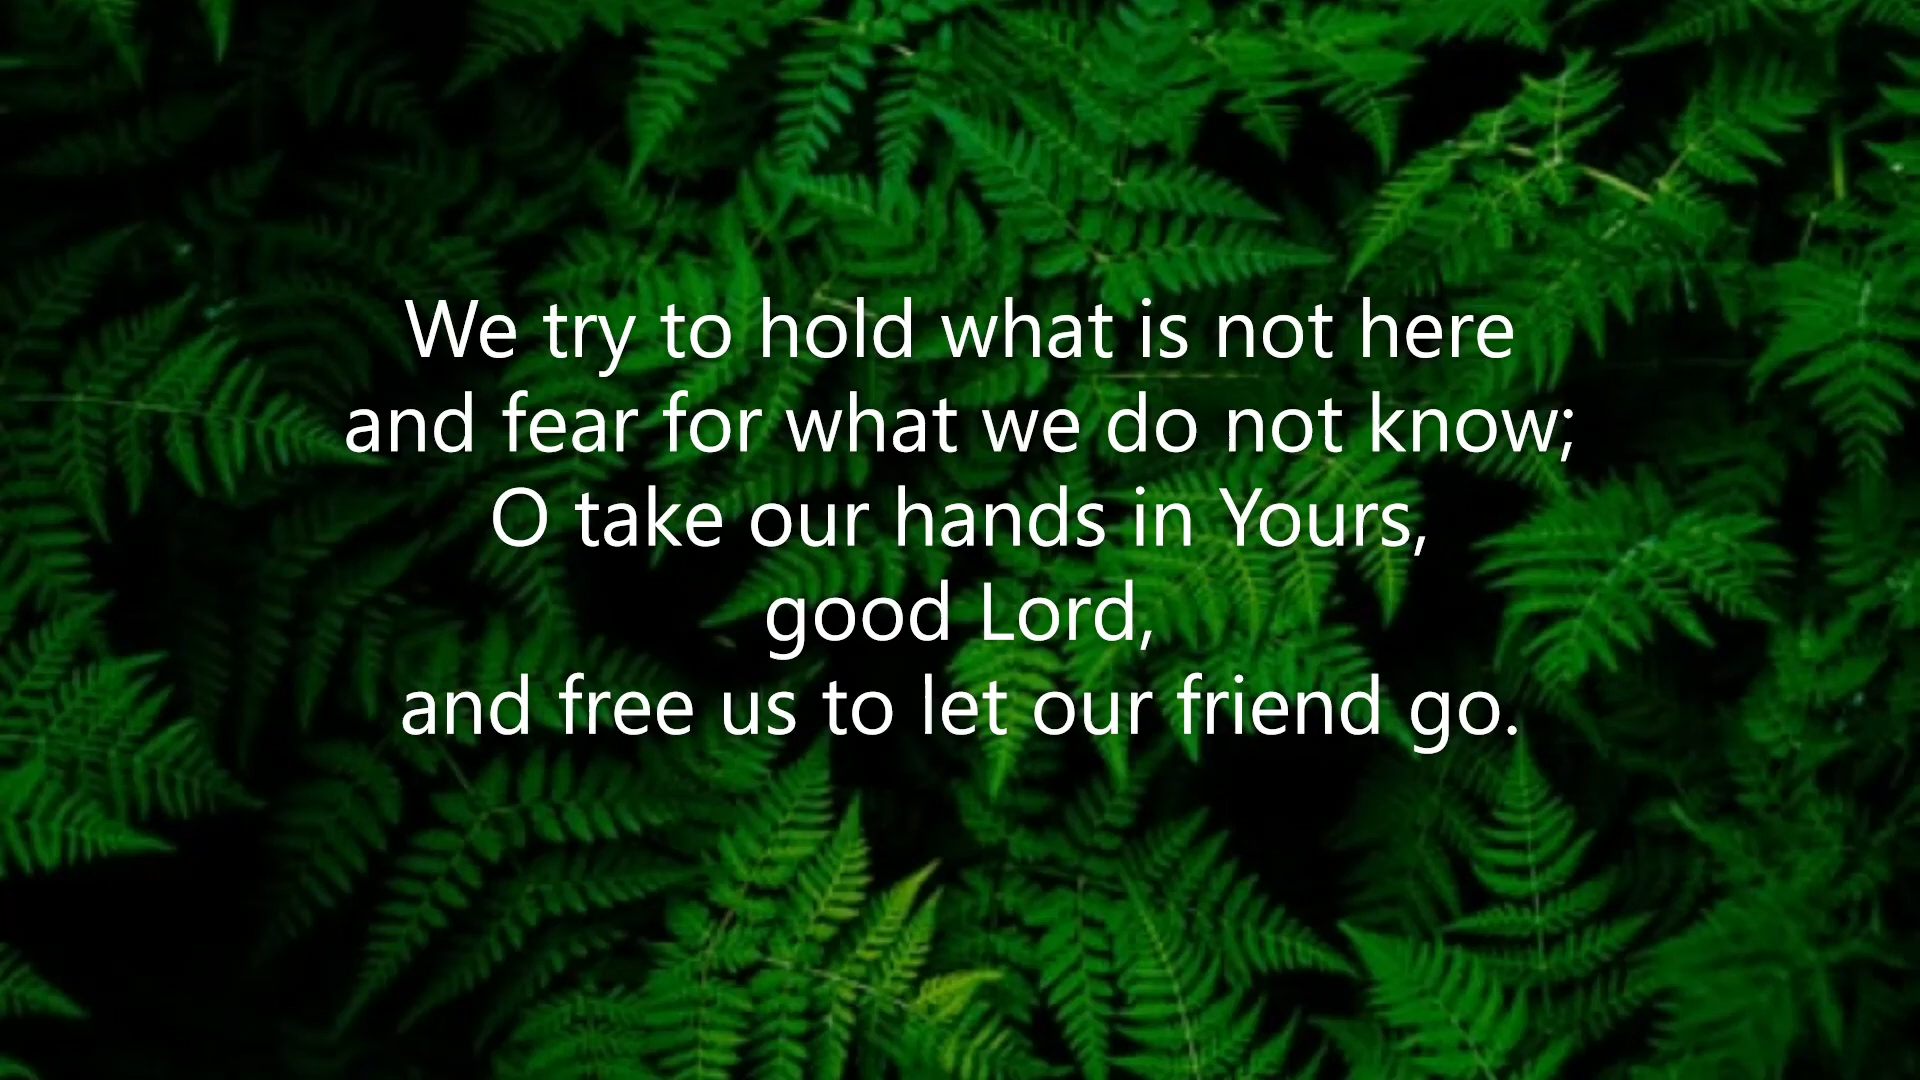 We try to hold what is not here
and fear for what we do not know;
O take our hands in Yours,
good Lord,
and free us to let our friend go.